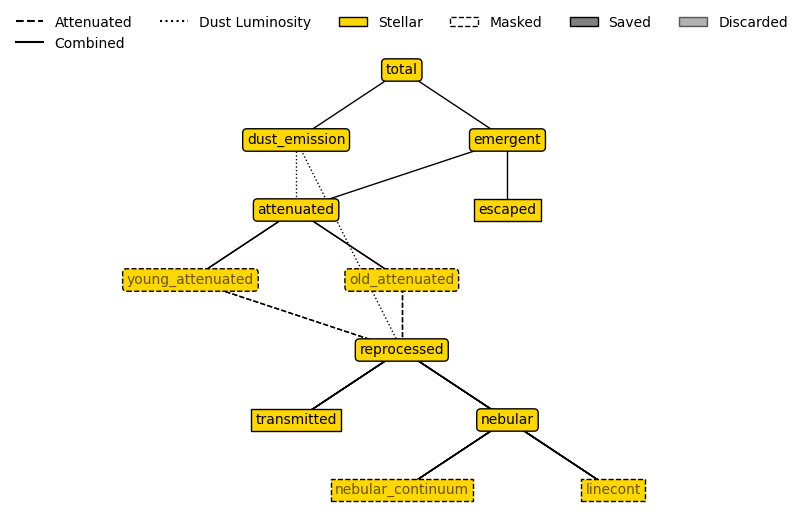 Attenuated
Dust Luminosity
Stellar
Masked
Saved
Discarded
Combined
total
dust_emission
emergent
attenuated
escaped
young_attenuated
old_attenuated
reprocessed
transmitted
nebular
nebular_continuum
linecont